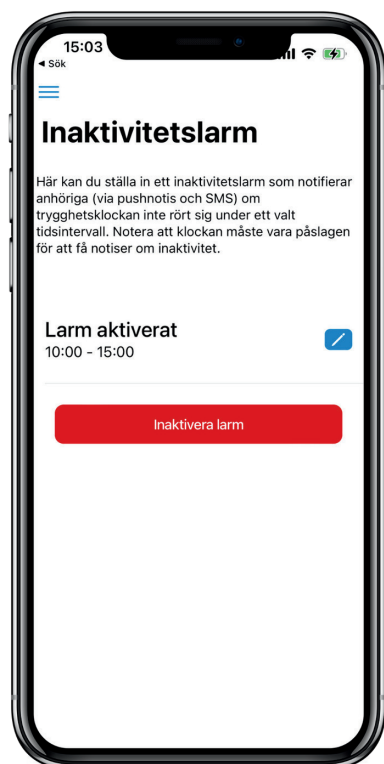 15:03
◀ Sök
Inaktivitetslarm
Här kan du ställa in ett inaktivitetslarm som notifierar
anhöriga (via pushnotis och SMS) om
trygghetsklockan inte rört sig under ett valt
tidsintervall. Notera att klockan måste vara påslagen
för att få notiser om inaktivitet.
Larm aktiverat
10:00 - 15:00
Inaktivera larm